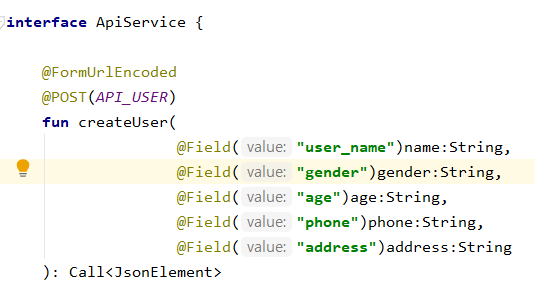 interface ApiService {
@FormUrlEncoded
@POST(API_USER)
fun createUser(
@Field( value: "user_name")name:String,
@Field( value: "gender")gender:String,
@Field( value: "age")age:String,
@Field( value: "phone")phone:String,
@Field( value: "address")address:String
): Call<JsonElement>